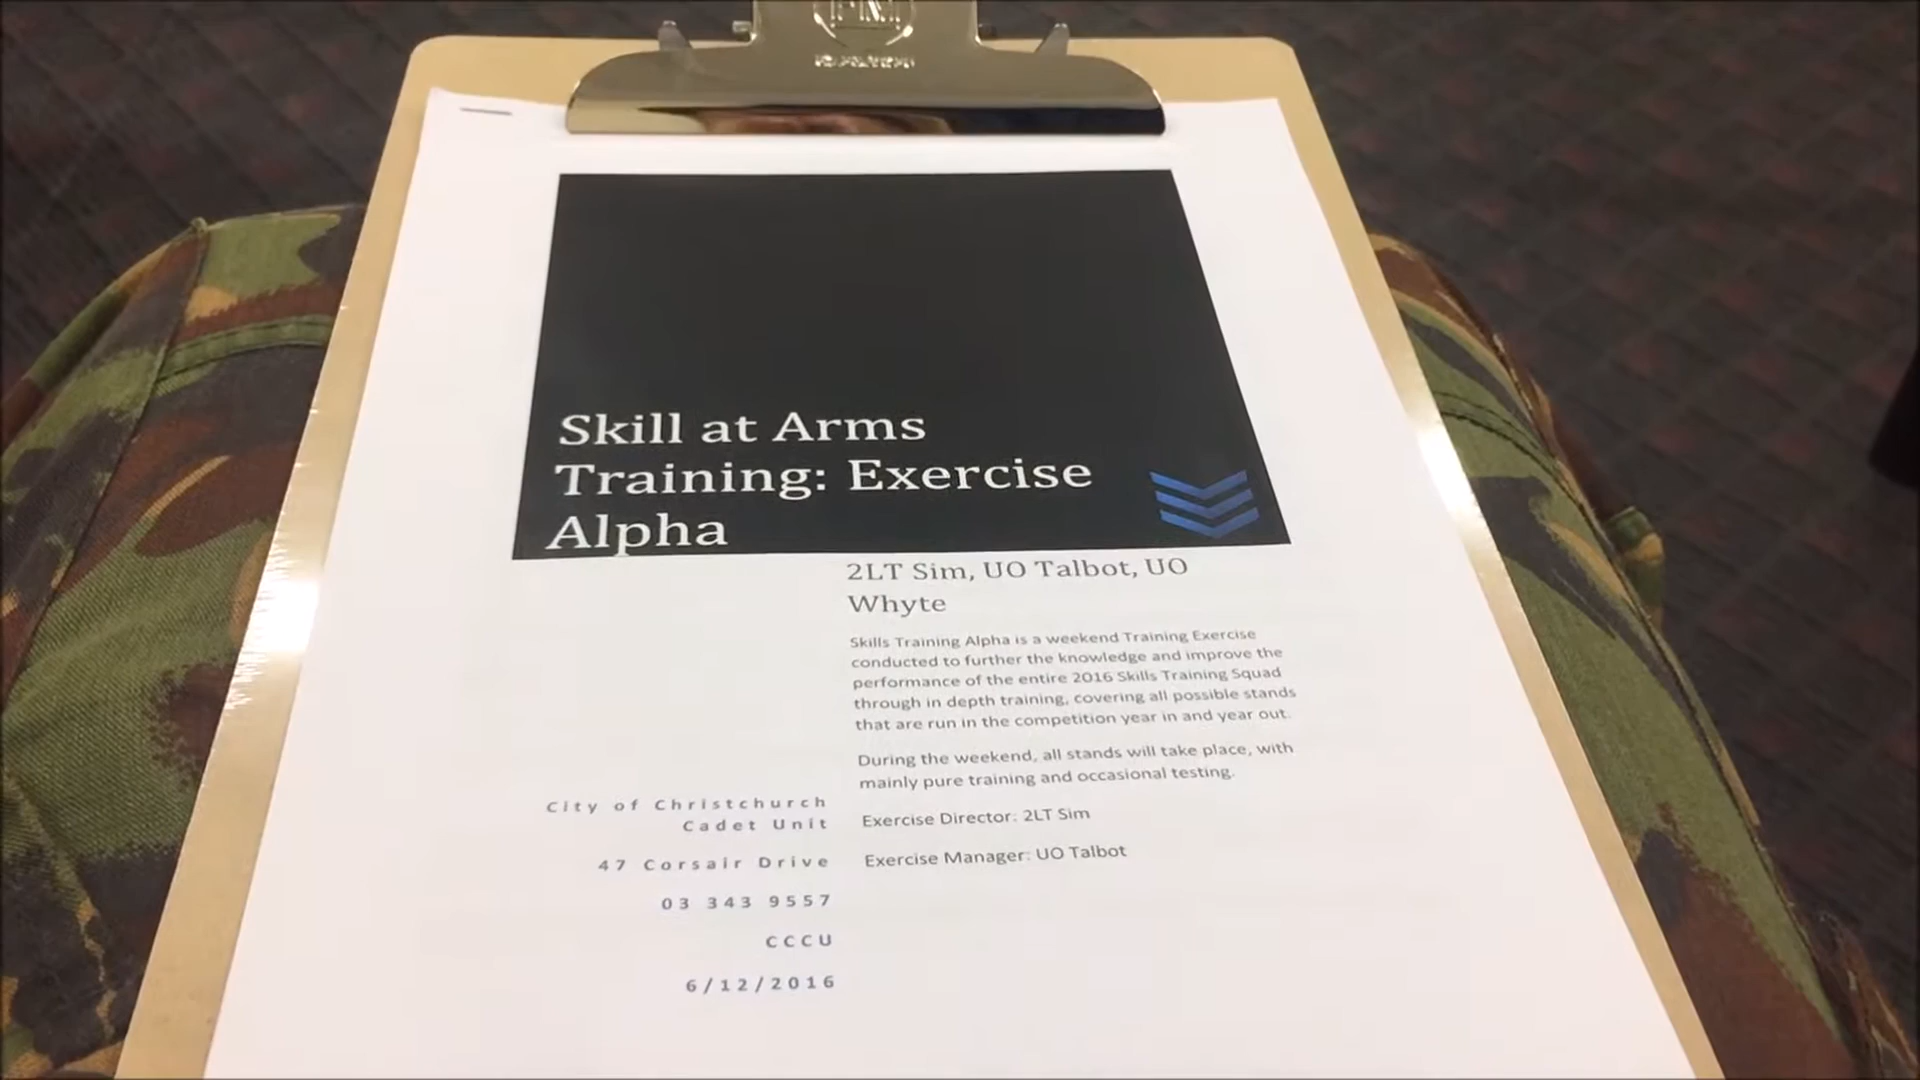 Skill at Arms
Training: Exercise
Alpha
2LT Sim, UO Talbot, UO
Whyte
Skills Training Alpha is a weekend Training Exercise
conducted to further the knowledge and improve the
performance of the entire 2016 Skills Training Squad
through in depth training, covering all possible stands
that are run in the competition year in and year out.
During the weekend, all stands will take place, with
mainly pure training and occasional testing.
Exercise Director: 2LT Sim
Exercise Manager: UO Talbot
City of Christchurch
Cadet Unit
47 Corsair Drive
03 343 9557
CCCU
6/12/2016